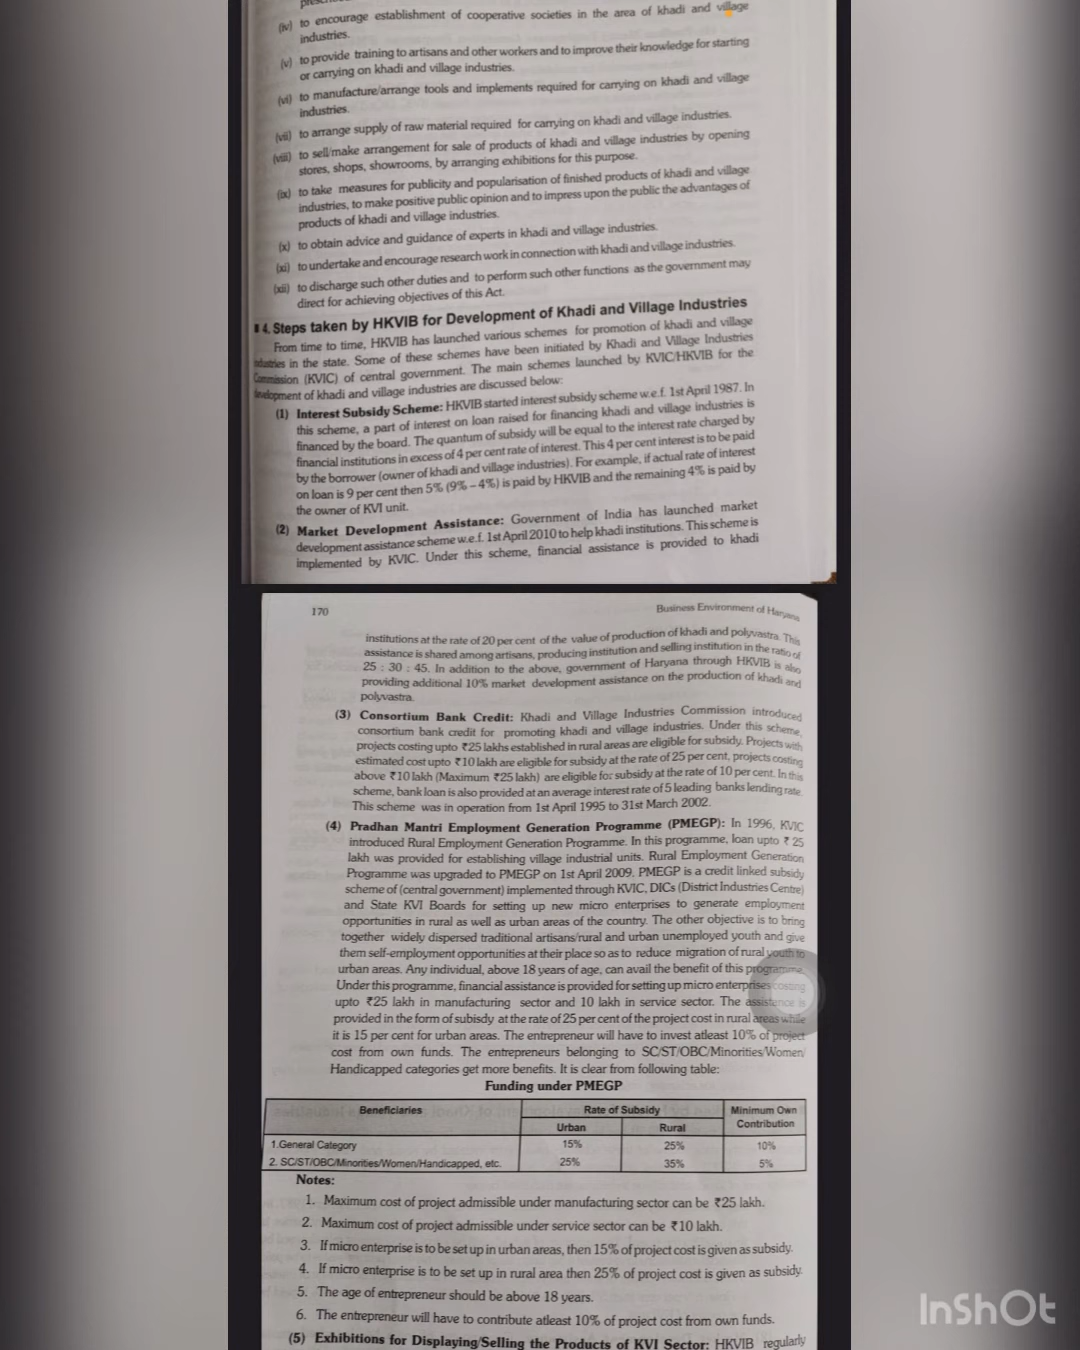 (iv) to encourage establishment of cooperative societies in the area of khadi and village
industries.
(v) to provide training to artisans and other workers and to improve their knowledge for starting
or carrying on khadi and village industries.
(vi) to manufacture/arrange tools and implements required for carrying on khadi and village
industries.
(vii) to arrange supply of raw material required for carrying on khadi and village industries.
(viii) to sell/make arrangement for sale of products of khadi and village industries by opening
stores, shops, showrooms, by arranging exhibitions for this purpose.
(ix) to take measures for publicity and popularisation of finished products of khadi and village
industries, to make positive public opinion and to impress upon the public the advantages of
products of khadi and village industries.
(x) to obtain advice and guidance of experts in khadi and village industries.
(xi) to undertake and encourage research work in connection with khadi and village industries.
(xii) to discharge such other duties and to perform such other functions as the government may
direct for achieving objectives of this Act.
4. Steps taken by HKVIB for Development of Khadi and Village Industries
From time to time, HKVIB has launched various schemes for promotion of khadi and village
industries in the state. Some of these schemes have been initiated by Khadi and Village Industries
Commission (KVIC) of central government. The main schemes launched by KVIC/HKVIB for the
development of khadi and village industries are discussed below:
(1) Interest Subsidy Scheme: HKVIB started interest subsidy scheme w.e.f. 1st April 1987. In
this scheme, a part of interest on loan raised for financing khadi and village industries is
financed by the board. The quantum of subsidy will be equal to the interest rate charged by
financial institutions in excess of 4 per cent rate of interest. This 4 per cent interest is to be paid
by the borrower (owner of khadi and village industries). For example, if actual rate of interest
on loan is 9 per cent then 5% (9% – 4%) is paid by HKVIB and the remaining 4% is paid by
the owner of KVI unit.
(2) Market Development Assistance: Government of India has launched market
development assistance scheme w.e.f. 1st April 2010 to help khadi institutions. This scheme is
implemented by KVIC. Under this scheme, financial assistance is provided to khadi
170 Business Environment of Haryana
institutions at the rate of 20 per cent of the value of production of khadi and polyvastra. This
assistance is shared among artisans, producing institution and selling institution in the ratio of
25 : 30 : 45. In addition to the above, government of Haryana through HKVIB is also
providing additional 10% market development assistance on the production of khadi and
polyvastra.
(3) Consortium Bank Credit: Khadi and Village Industries Commission introduced
consortium bank credit for promoting khadi and village industries. Under this scheme,
projects costing upto ₹25 lakhs established in rural areas are eligible for subsidy. Projects with
estimated cost upto ₹10 lakh are eligible for subsidy at the rate of 25 per cent, projects costing
above ₹10 lakh (Maximum ₹25 lakh) are eligible for subsidy at the rate of 10 per cent. In this
scheme, bank loan is also provided at an average interest rate of 5 leading banks lending rate.
This scheme was in operation from 1st April 1995 to 31st March 2002.
(4) Pradhan Mantri Employment Generation Programme (PMEGP): In 1996, KVIC
introduced Rural Employment Generation Programme. In this programme, loan upto ₹ 25
lakh was provided for establishing village industrial units. Rural Employment Generation
Programme was upgraded to PMEGP on 1st April 2009. PMEGP is a credit linked subsidy
scheme of (central government) implemented through KVIC, DICs (District Industries Centre)
and State KVI Boards for setting up new micro enterprises to generate employment
opportunities in rural as well as urban areas of the country. The other objective is to bring
together widely dispersed traditional artisans/rural and urban unemployed youth and give
them self-employment opportunities at their place so as to reduce migration of rural youth to
urban areas. Any individual, above 18 years of age, can avail the benefit of this programme.
Under this programme, financial assistance is provided for setting up micro enterprises costing
upto ₹25 lakh in manufacturing sector and 10 lakh in service sector. The assistance is
provided in the form of subisdy at the rate of 25 per cent of the project cost in rural areas while
it is 15 per cent for urban areas. The entrepreneur will have to invest atleast 10% of project
cost from own funds. The entrepreneurs belonging to SC/ST/OBC/Minorities/Women/
Handicapped categories get more benefits. It is clear from following table:
Funding under PMEGP
Beneficiaries Rate of Subsidy Minimum Own
Urban Rural Contribution
1.General Category 15% 25% 10%
2. SC/ST/OBC/Minorities/Women/Handicapped, etc. 25% 35% 5%
Notes:
1. Maximum cost of project admissible under manufacturing sector can be ₹25 lakh.
2. Maximum cost of project admissible under service sector can be ₹10 lakh.
3. If micro enterprise is to be set up in urban areas, then 15% of project cost is given as subsidy.
4. If micro enterprise is to be set up in rural area then 25% of project cost is given as subsidy.
5. The age of entrepreneur should be above 18 years.
6. The entrepreneur will have to contribute atleast 10% of project cost from own funds.
(5) Exhibitions for Displaying/Selling the Products of KVI Sector: HKVIB regularly
InShOt